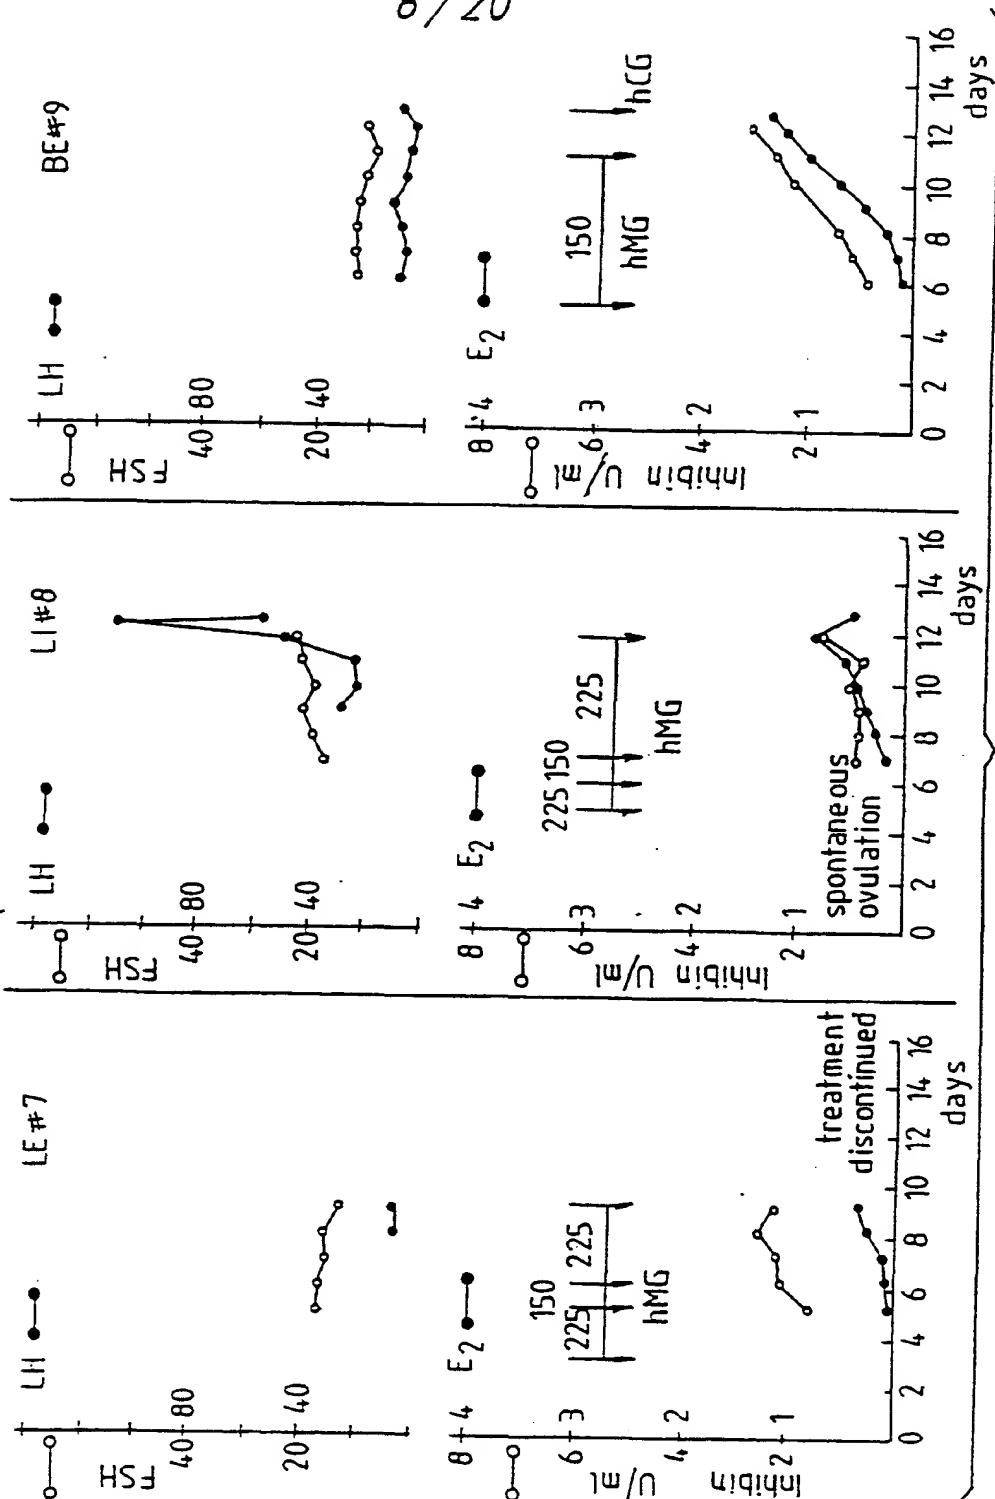 6/20
BE#9
LH
FSH
40 80
20 40
E2
8 4
6 3
4 2
2 1
Inhibin U/ml
150
hMG
hCG
0 2 4 6 8 10 12 14 16
days
LI#8
LH
FSH
40 80
20 40
E2
8 4
6 3
4 2
1
Inhibin U/ml
225 150
225
hMG
spontaneous
ovulation
0 2 4 6 8 10 12 14 16
days
LE#7
LH
FSH
40 80
20 40
E2
8 4
6 3
4 2
2 1
Inhibin U/ml
150
225 225
hMG
treatment
discontinued
0 2 4 6 8 10 12 14 16
days